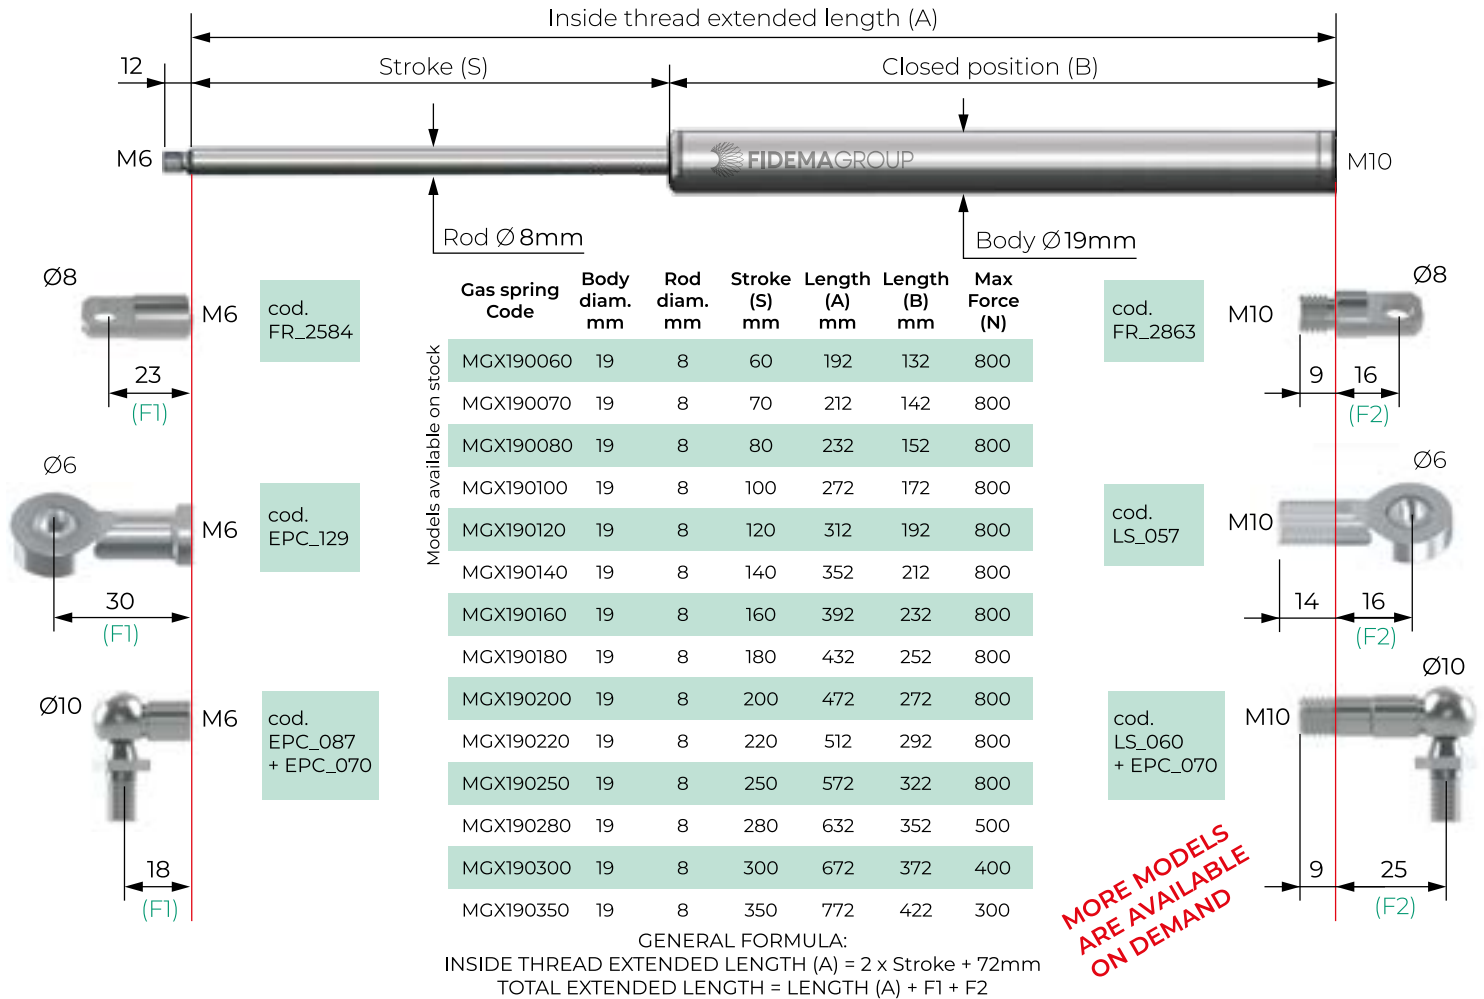 Inside thread extended length (A)
12
Stroke (S)
Closed position (B)
M6
FIDEMAGROUP
M10
Rod Ø 8mm
Body Ø 19mm
Ø8
M6
cod.
FR_2584
23
(F1)
Ø6
M6
cod.
EPC_129
30
(F1)
Ø10
M6
cod.
EPC_087
+ EPC_070
18
(F1)
Models available on stock
Gas spring Code Body diam. mm Rod diam. mm Stroke (S) mm Length (A) mm Length (B) mm Max Force (N)
MGX190060 19 8 60 192 132 800
MGX190070 19 8 70 212 142 800
MGX190080 19 8 80 232 152 800
MGX190100 19 8 100 272 172 800
MGX190120 19 8 120 312 192 800
MGX190140 19 8 140 352 212 800
MGX190160 19 8 160 392 232 800
MGX190180 19 8 180 432 252 800
MGX190200 19 8 200 472 272 800
MGX190220 19 8 220 512 292 800
MGX190250 19 8 250 572 322 800
MGX190280 19 8 280 632 352 500
MGX190300 19 8 300 672 372 400
MGX190350 19 8 350 772 422 300
GENERAL FORMULA:
INSIDE THREAD EXTENDED LENGTH (A) = 2 x Stroke + 72mm
TOTAL EXTENDED LENGTH = LENGTH (A) + F1 + F2
cod.
FR_2863
M10
Ø8
9
16
(F2)
cod.
LS_057
M10
Ø6
14
16
(F2)
cod.
LS_060
+ EPC_070
M10
Ø10
9
25
(F2)
MORE MODELS
ARE AVAILABLE
ON DEMAND